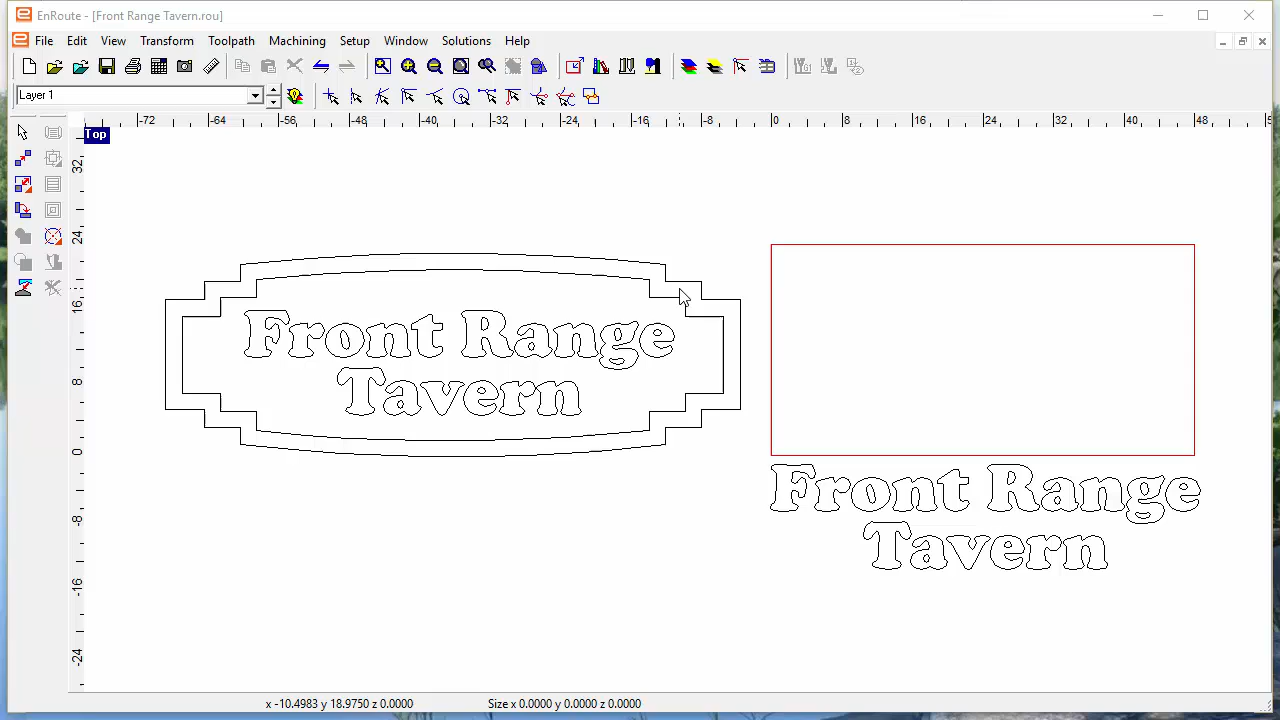 EnRoute - [Front Range Tavern.rou]
File Edit View Transform Toolpath Machining Setup Window Solutions Help
Layer 1
-72 -64 -56 -48 -40 -32 -24 -16 -8 0 8 16 24 32 40 48 5
Top
32
24
16
8
0
-8
-16
-24
Front Range
Tavern
Front Range
Tavern
x -10.4983 y 18.9750 z 0.0000 Size x 0.0000 y 0.0000 z 0.0000